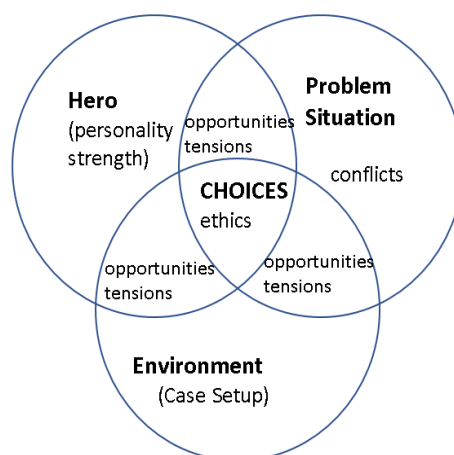 Hero
(personality
strength)
Problem
Situation
conflicts
opportunities
tensions
CHOICES
ethics
opportunities
tensions
opportunities
tensions
Environment
(Case Setup)